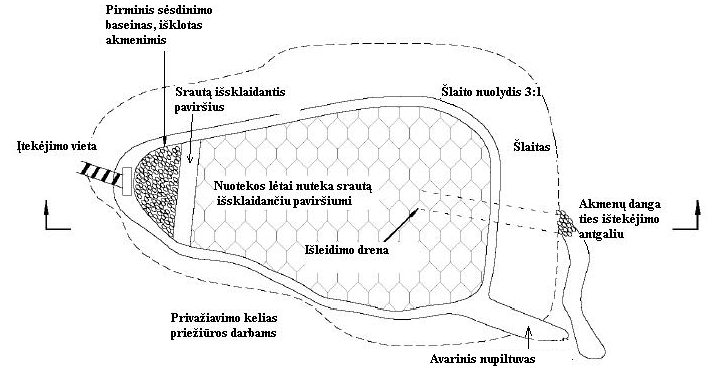 Pirminis sėsdinimo
baseinas, išklotas
akmenimis
Srautą išsklaidantis
paviršius
Šlaito nuolydis 3:1
Įtekėjimo vieta
Šlaitas
Nuotekos lėtai nuteka srautą
išsklaidančiu paviršiumi
Akmenų danga
ties ištekėjimo
antgaliu
Išleidimo drena
Privažiavimo kelias
priežiūros darbams
Avarinis nupiltuvas